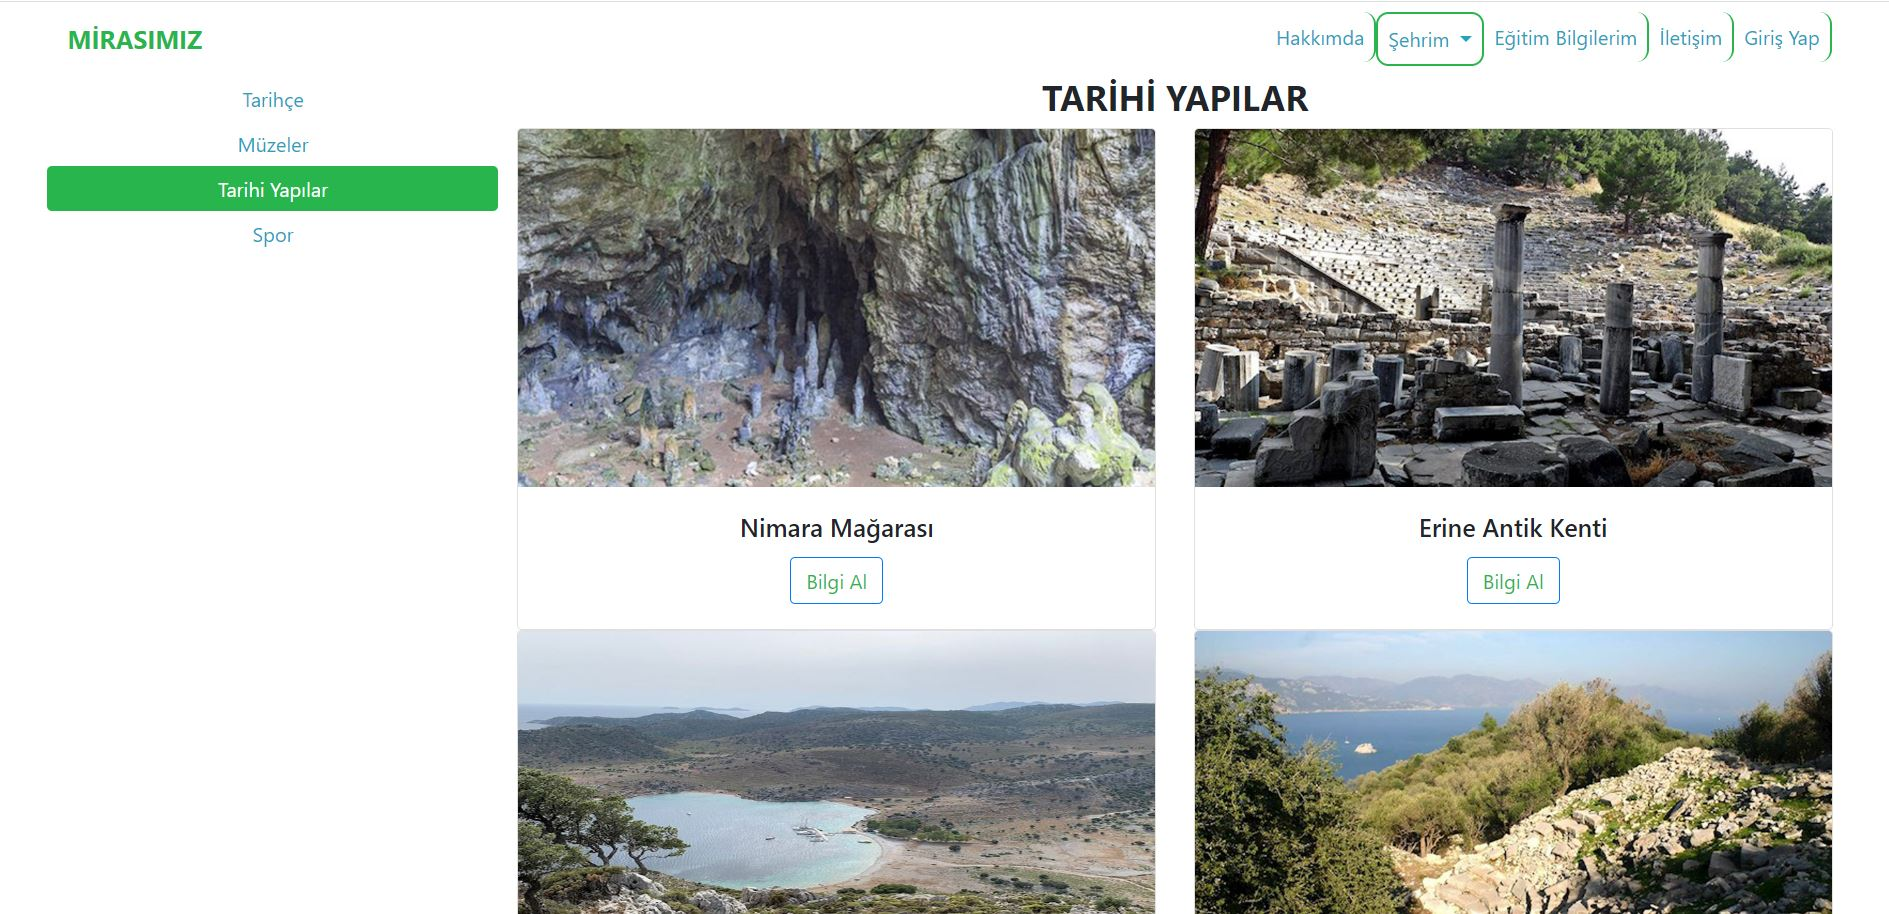 MİRASIMIZ
Hakkımda Şehrim Eğitim Bilgilerim İletişim Giriş Yap
Tarihçe
Müzeler
Tarihi Yapılar
Spor
TARİHİ YAPILAR
Nimara Mağarası
Bilgi Al
Erine Antik Kenti
Bilgi Al